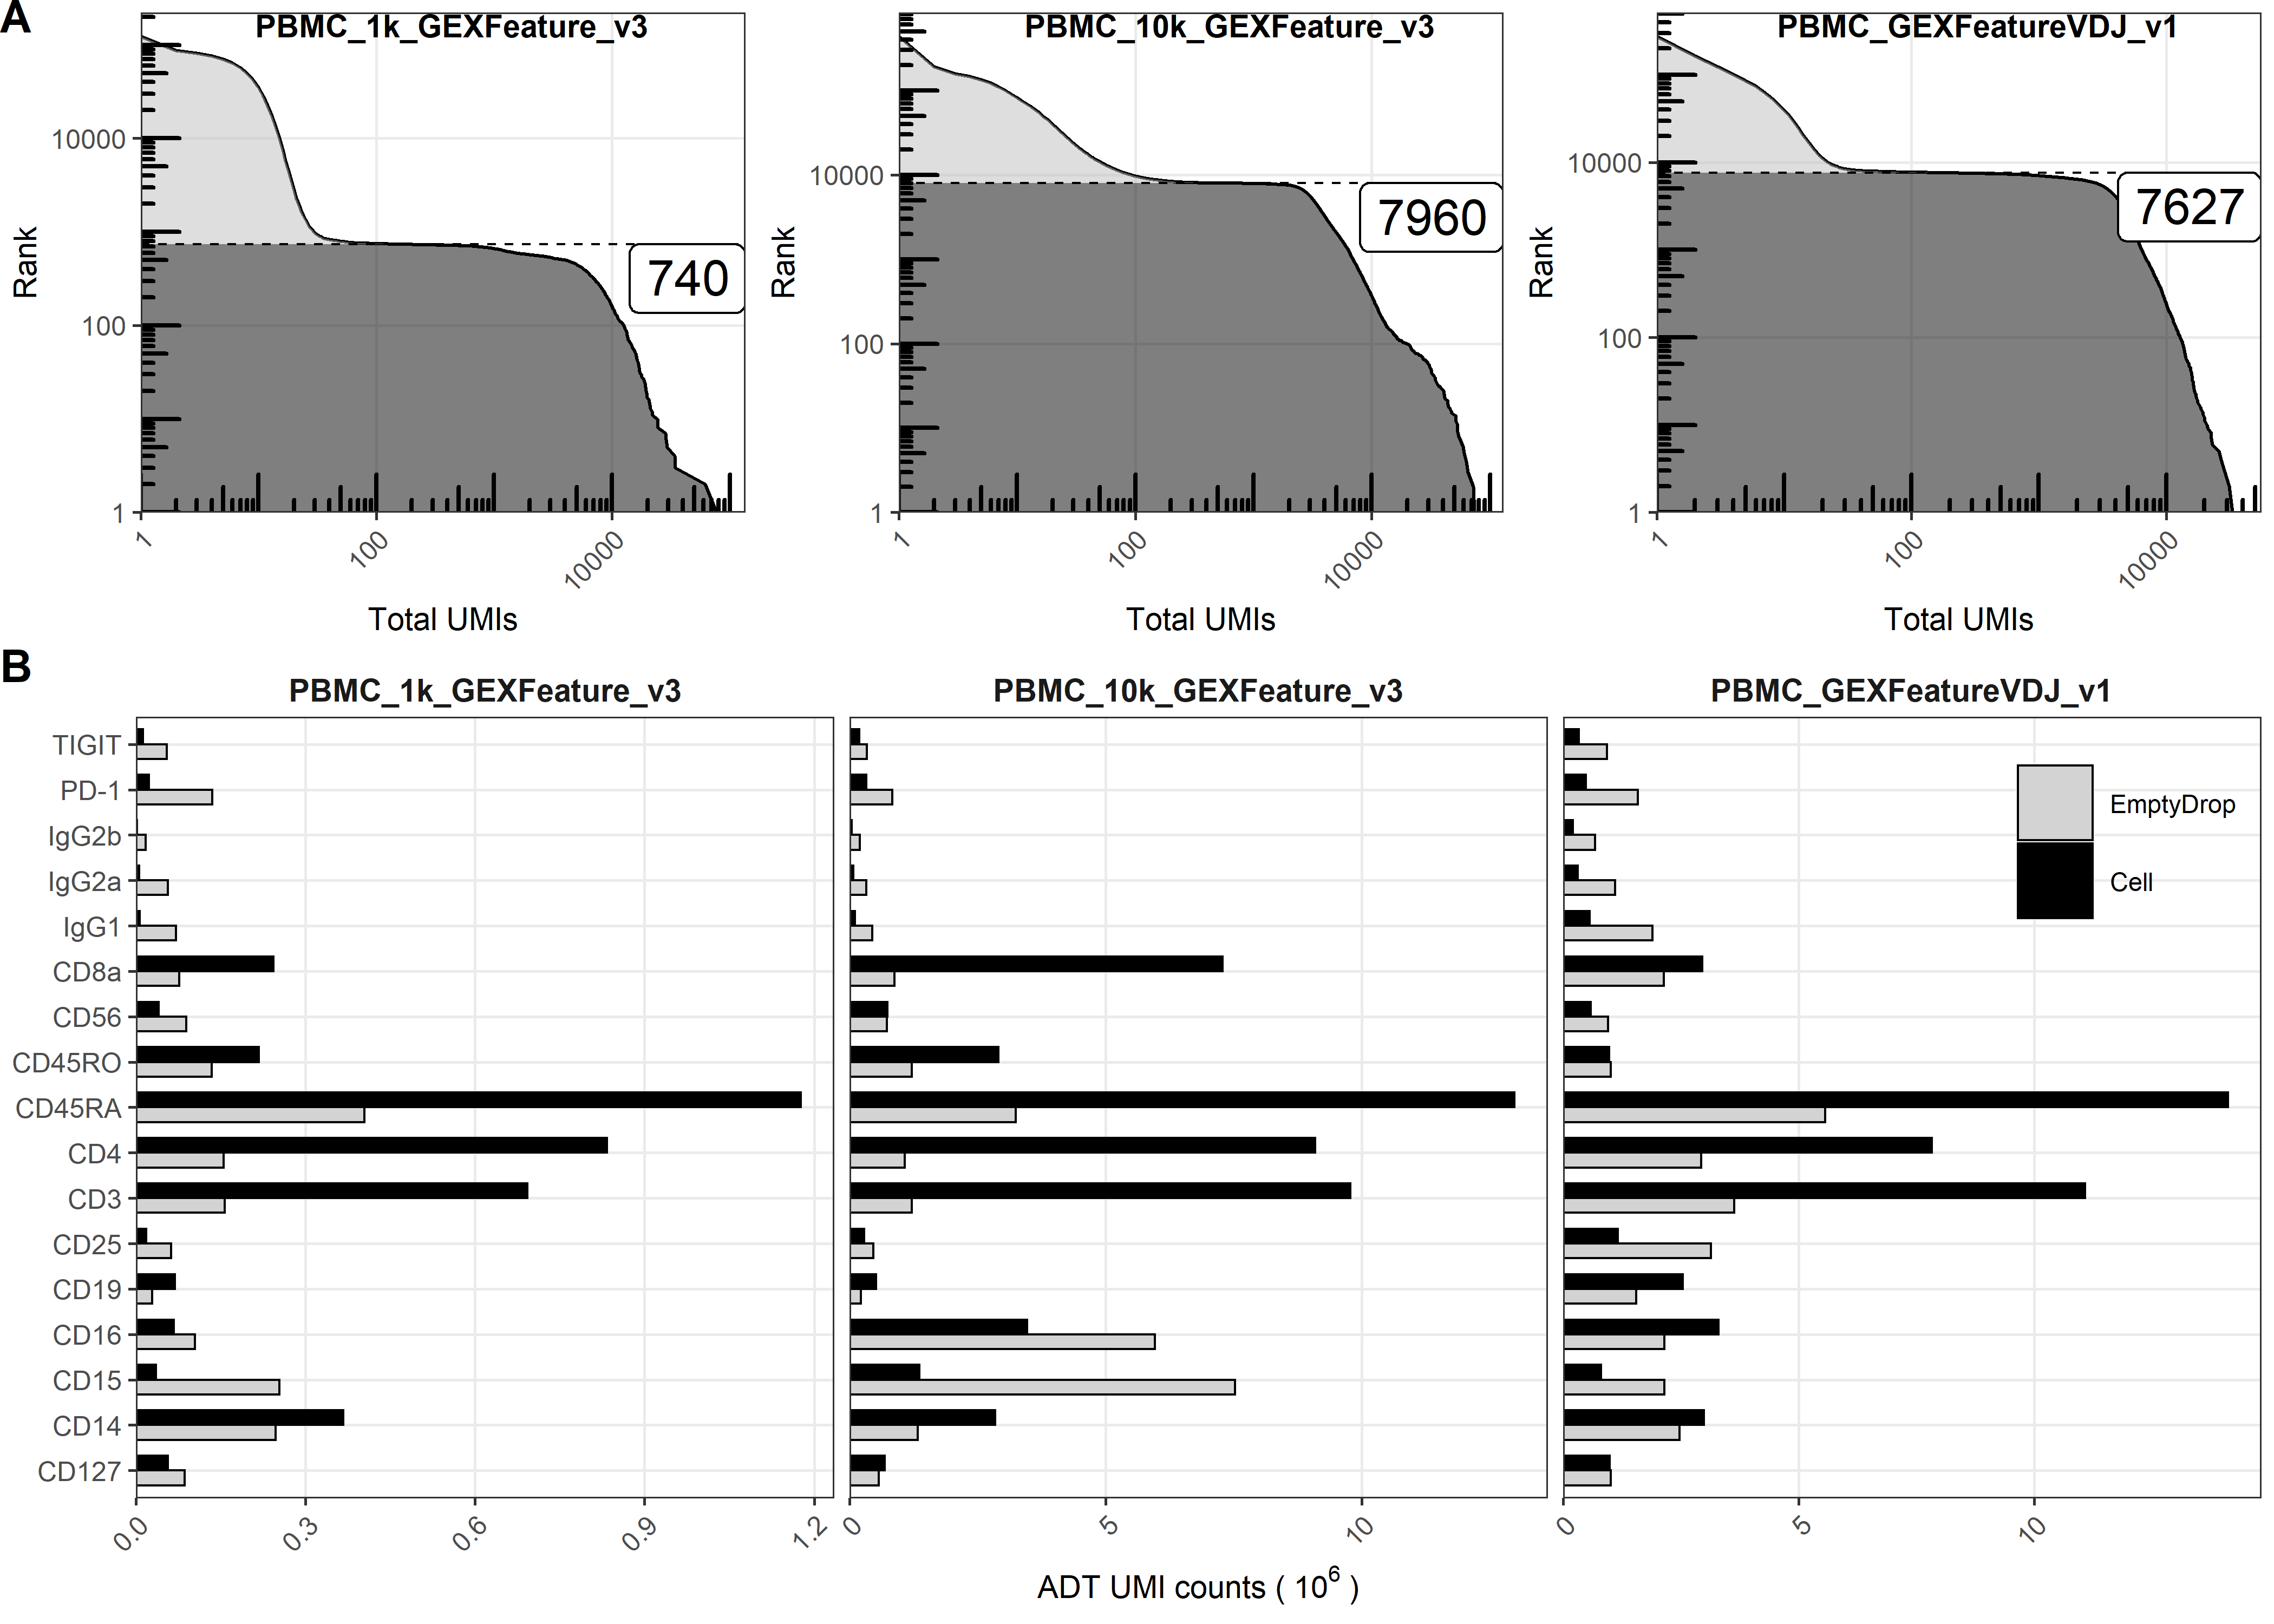 A
PBMC_1k_GEXFeature_v3
PBMC_10k_GEXFeature_v3
PBMC_GEXFeatureVDJ_v1
Rank
10000
100
1
740
1
100
10000
Total UMIs
Rank
10000
100
1
7960
1
100
10000
Total UMIs
Rank
10000
100
1
7627
1
100
10000
Total UMIs
B
PBMC_1k_GEXFeature_v3
PBMC_10k_GEXFeature_v3
PBMC_GEXFeatureVDJ_v1
TIGIT
PD-1
IgG2b
IgG2a
IgG1
CD8a
CD56
CD45RO
CD45RA
CD4
CD3
CD25
CD19
CD16
CD15
CD14
CD127
EmptyDrop
Cell
0.0
0.3
0.6
0.9
1.2
0
5
10
0
5
10
ADT UMI counts ( 10⁶ )